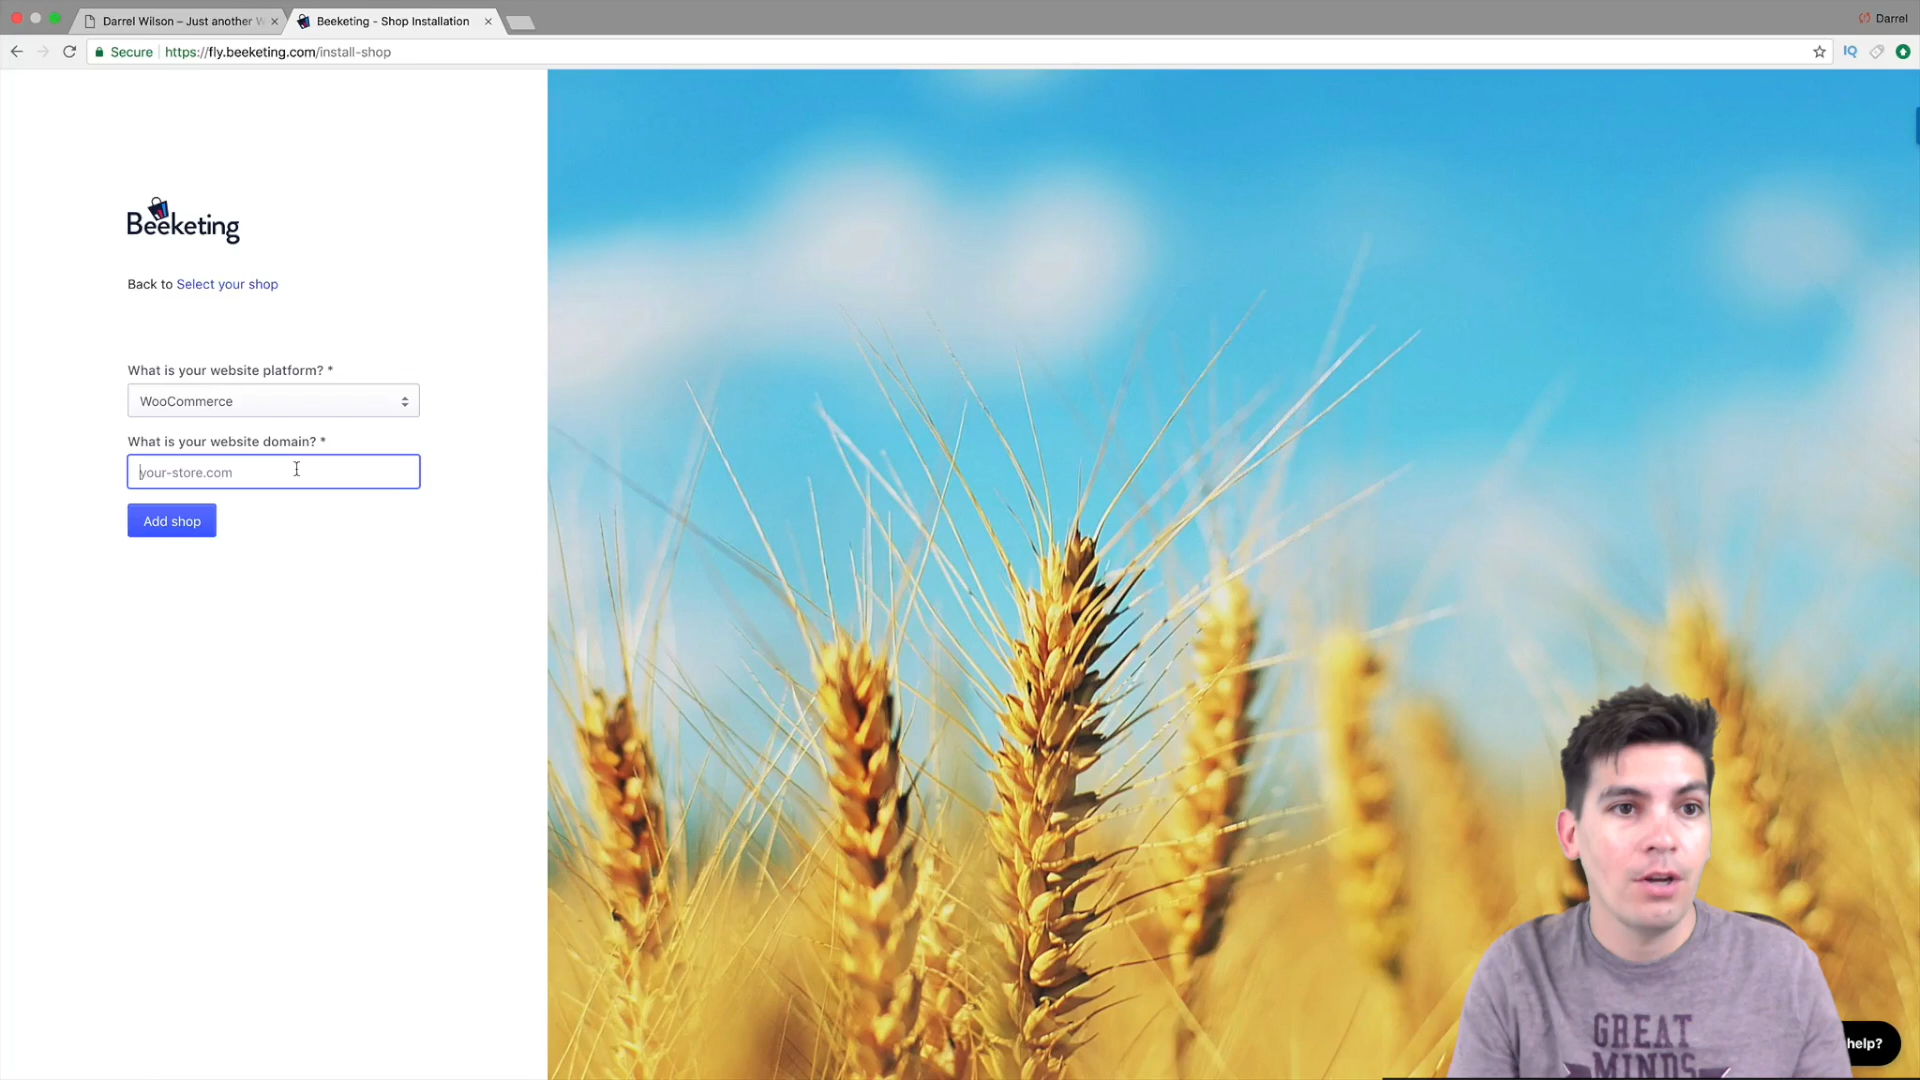 Darrel Wilson – Just another W
Beeketing - Shop Installation
Darrel
Secure
https://fly.beeketing.com/install-shop
IQ
Beeketing
Back to Select your shop
What is your website platform? *
WooCommerce
What is your website domain? *
your-store.com
Add shop
GREAT
MINDS
help?